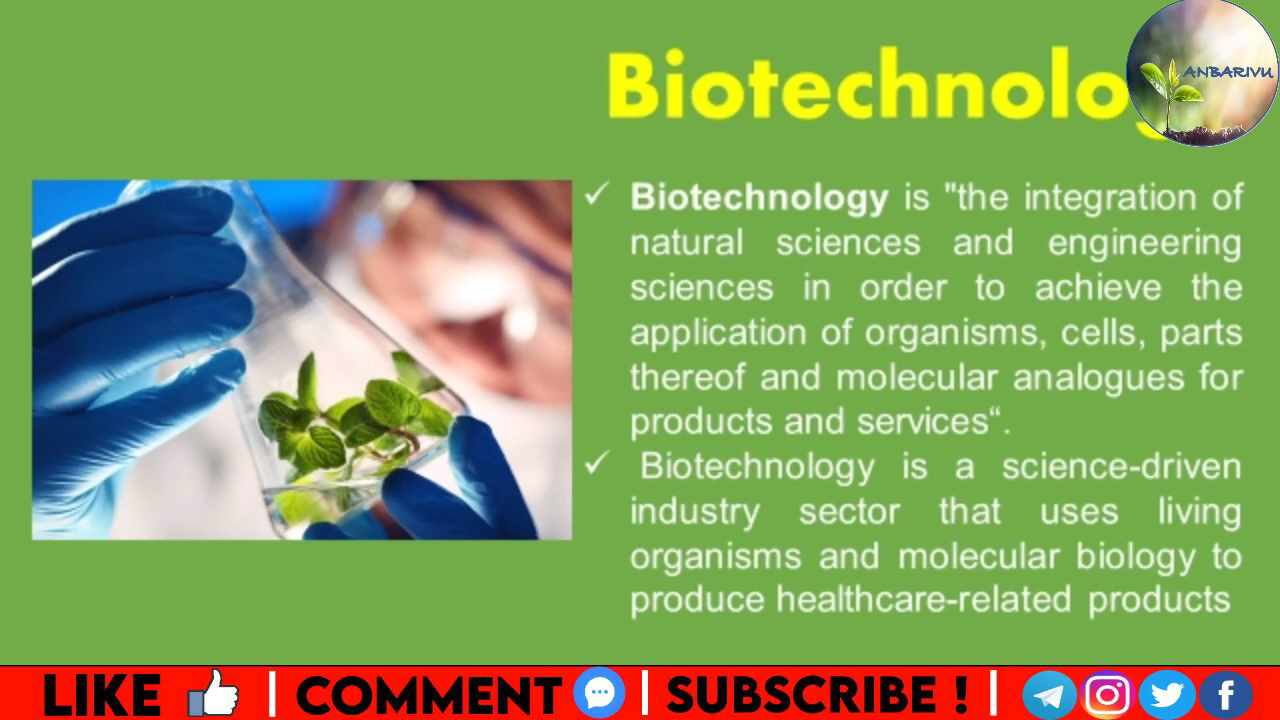 Biotechnolog
ANBARIVU
✓ Biotechnology is "the integration of
natural sciences and engineering
sciences in order to achieve the
application of organisms, cells, parts
thereof and molecular analogues for
products and services“.
✓ Biotechnology is a science-driven
industry sector that uses living
organisms and molecular biology to
produce healthcare-related products
LIKE | COMMENT | SUBSCRIBE ! |